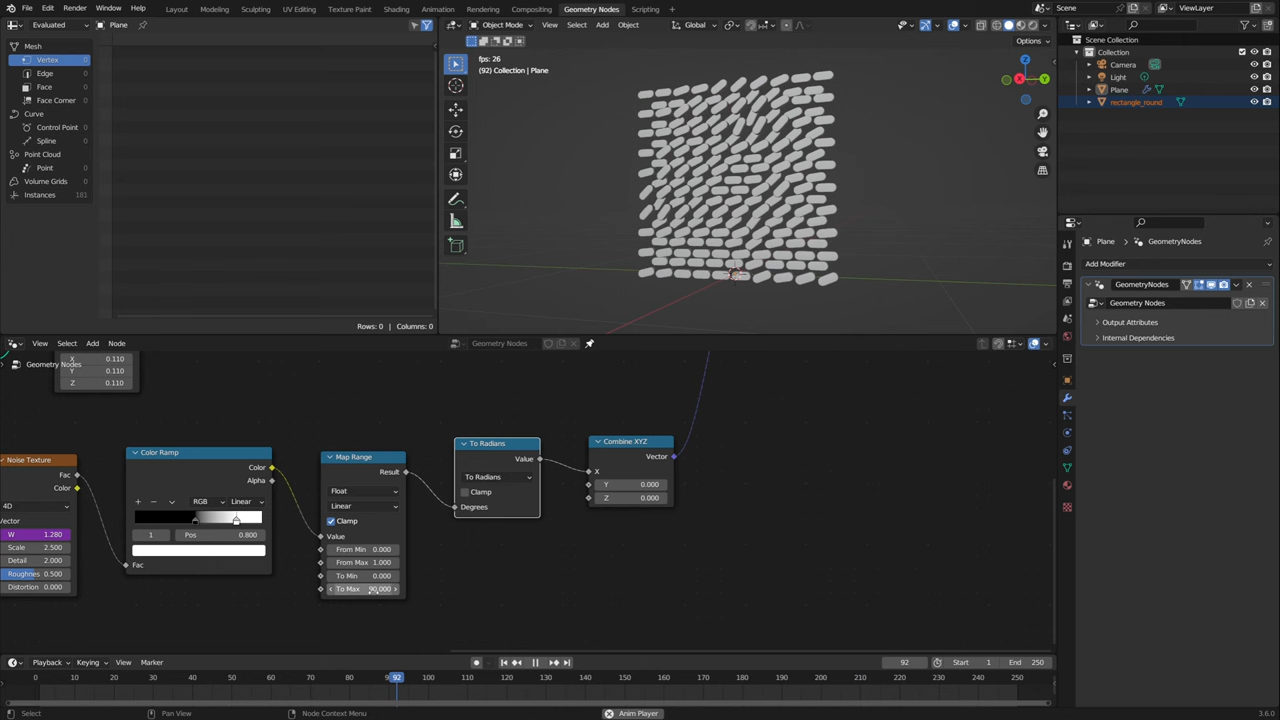 File Edit Render Window Help Layout Modeling Sculpting UV Editing Texture Paint Shading Animation Rendering Compositing Geometry Nodes Scripting Scene ViewLayer
Plane
Mesh
Vertex 0
Edge 0
Face 0
Face Corner 0
Curve
Control Point 0
Spline 0
Point Cloud
Point 0
Volume Grids 0
Instances 181
Rows: 0 | Columns: 0
Object Mode View Select Add Object Global
Options
fps: 26
(92) Collection | Plane
X
Y
Z
Scene Collection
Collection
Camera
Light
Plane
rectangle_round
Plane GeometryNodes
Add Modifier
GeometryNodes
Geometry Nodes
Output Attributes
Internal Dependencies
View Select Add Node Geometry Nodes
Geometry Nodes
X 0.110
Y 0.110
Z 0.110
Noise Texture
Fac
Color
4D
Vector
W 1.280
Scale 2.500
Detail 2.000
Roughness 0.500
Distortion 0.000
Color Ramp
Color
Alpha
RGB Linear
1 Pos 0.800
Fac
Map Range
Result
Float
Linear
Clamp
Value
From Min 0.000
From Max 1.000
To Min 0.000
To Max 90.000
To Radians
Value
To Radians
Clamp
Degrees
Combine XYZ
Vector
X
Y 0.000
Z 0.000
Playback Keying View Marker 92 Start 1 End 250
0 10 20 30 40 50 60 70 80 92 100 110 120 130 140 150 160 170 180 190 200 210 220 230 240 250
Select Pan View Node Context Menu Anim Player 3.6.0